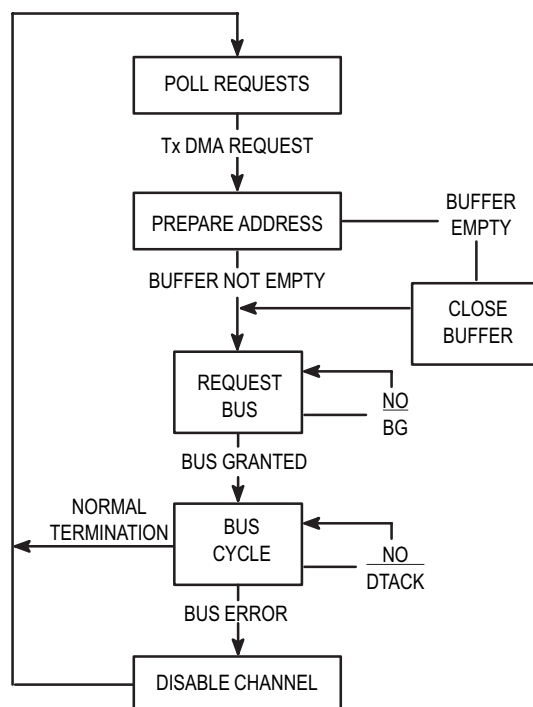 POLL REQUESTS
Tx DMA REQUEST
PREPARE ADDRESS
BUFFER
EMPTY
BUFFER NOT EMPTY
CLOSE
BUFFER
REQUEST
BUS
NO
BG
BUS GRANTED
NORMAL
TERMINATION
BUS
CYCLE
NO
DTACK
BUS ERROR
DISABLE CHANNEL